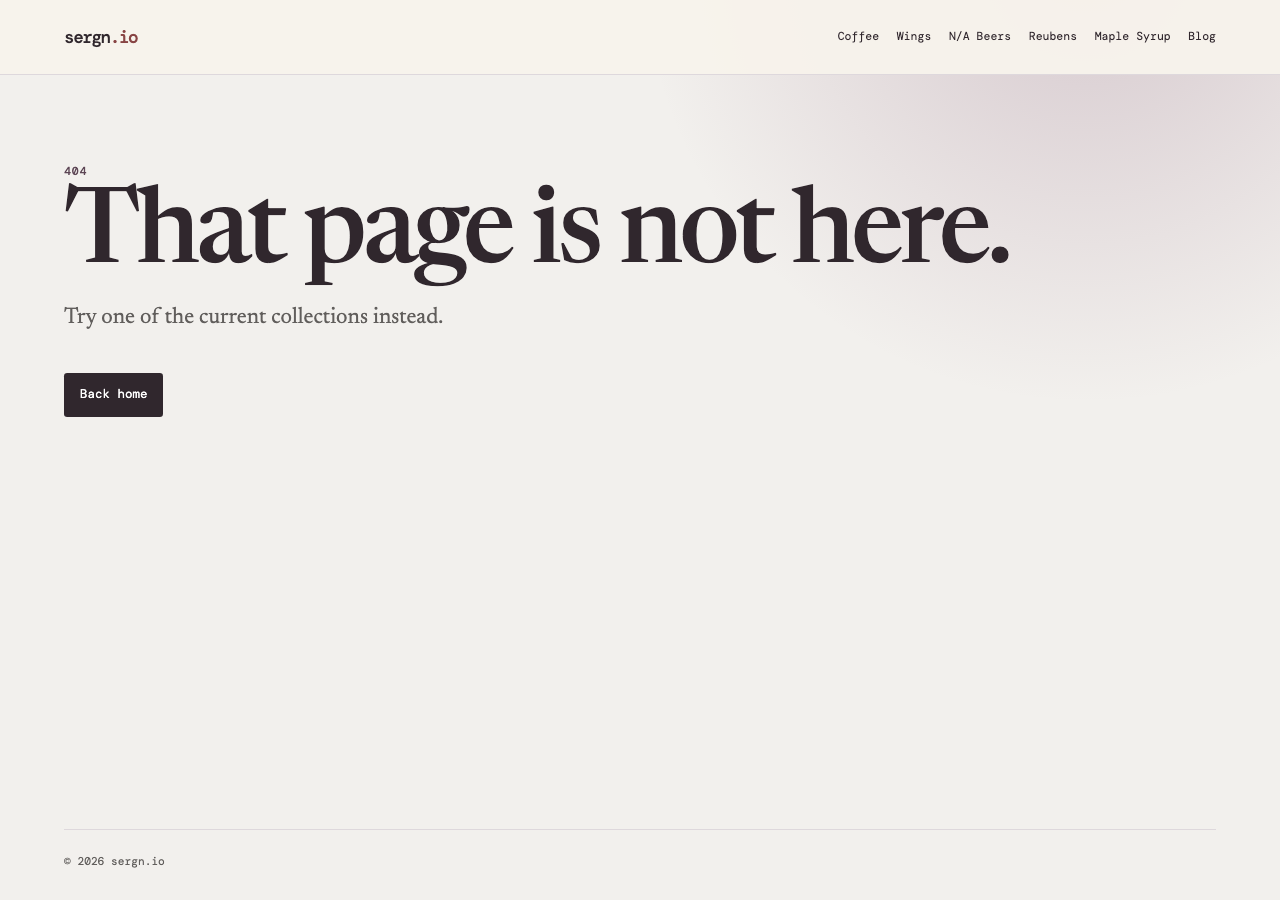 sergn.io
Coffee Wings N/A Beers Reubens Maple Syrup Blog
404
That page is not here.
Try one of the current collections instead.
Back home
© 2026 sergn.io